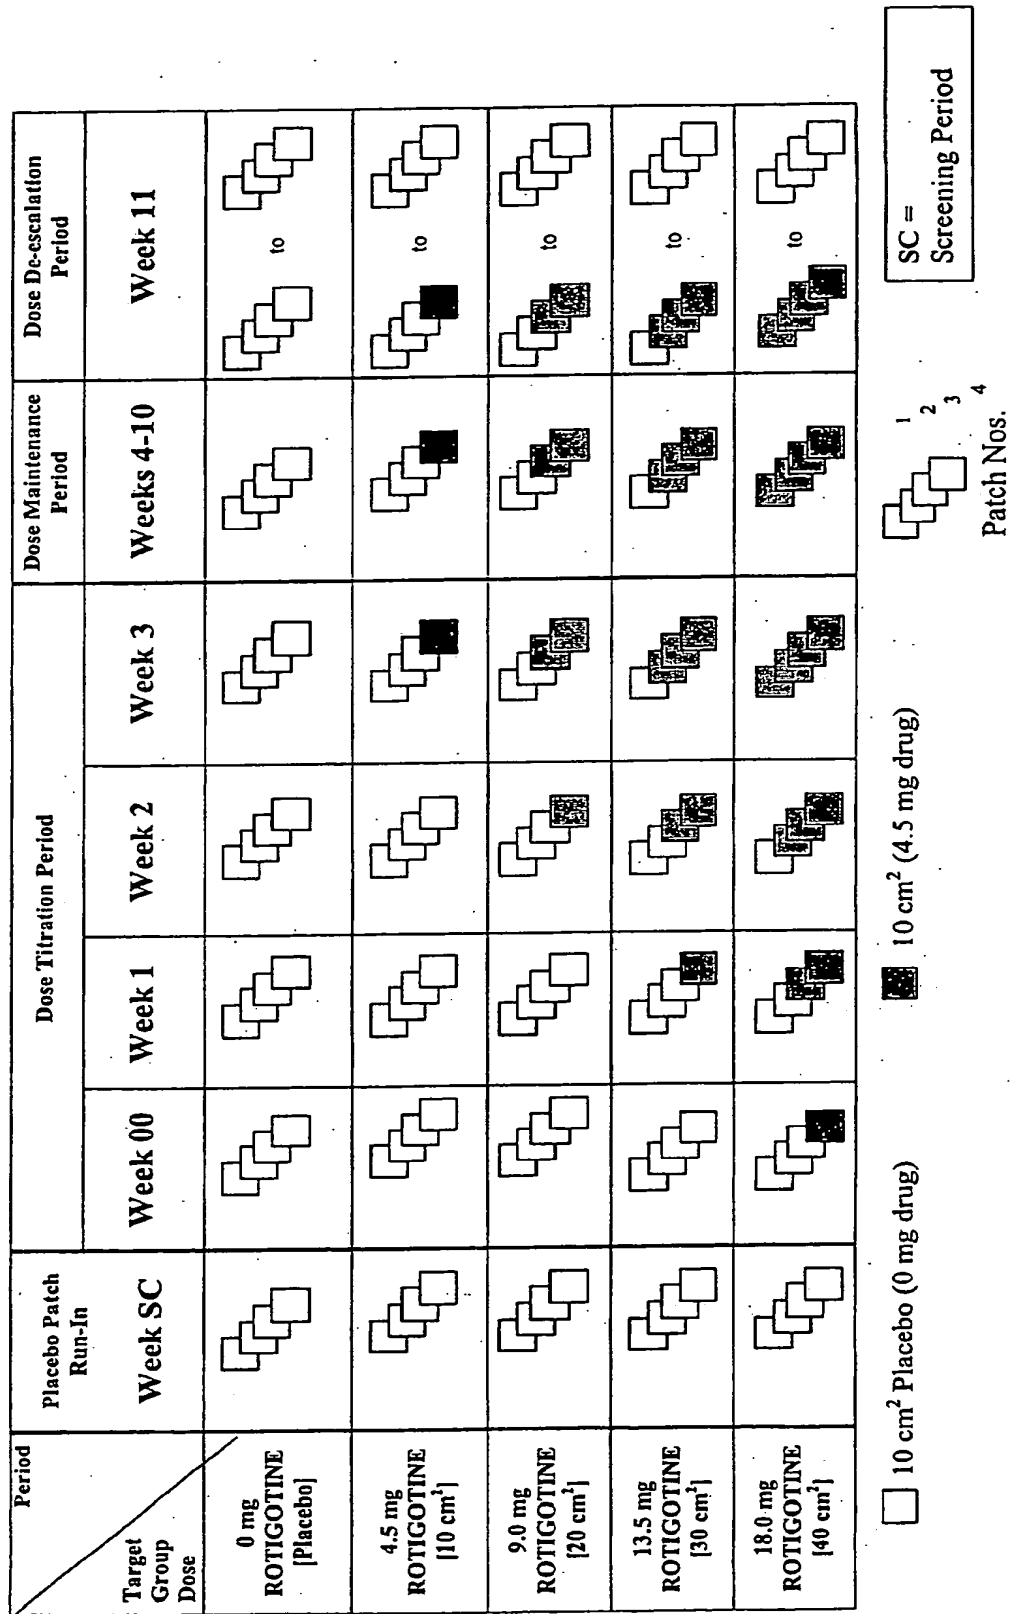 Period
Target
Group
Dose
Placebo Patch
Run-In
Dose Titration Period
Dose Maintenance
Period
Dose De-escalation
Period
Week SC
Week 00
Week 1
Week 2
Week 3
Weeks 4-10
Week 11
0 mg
ROTIGOTINE
[Placebo]
to
4.5 mg
ROTIGOTINE
[10 cm²]
to
9.0 mg
ROTIGOTINE
[20 cm²]
to
13.5 mg
ROTIGOTINE
[30 cm²]
to
18.0 mg
ROTIGOTINE
[40 cm²]
to
10 cm² Placebo (0 mg drug)
10 cm² (4.5 mg drug)
1
2
3
4
Patch Nos.
SC =
Screening Period